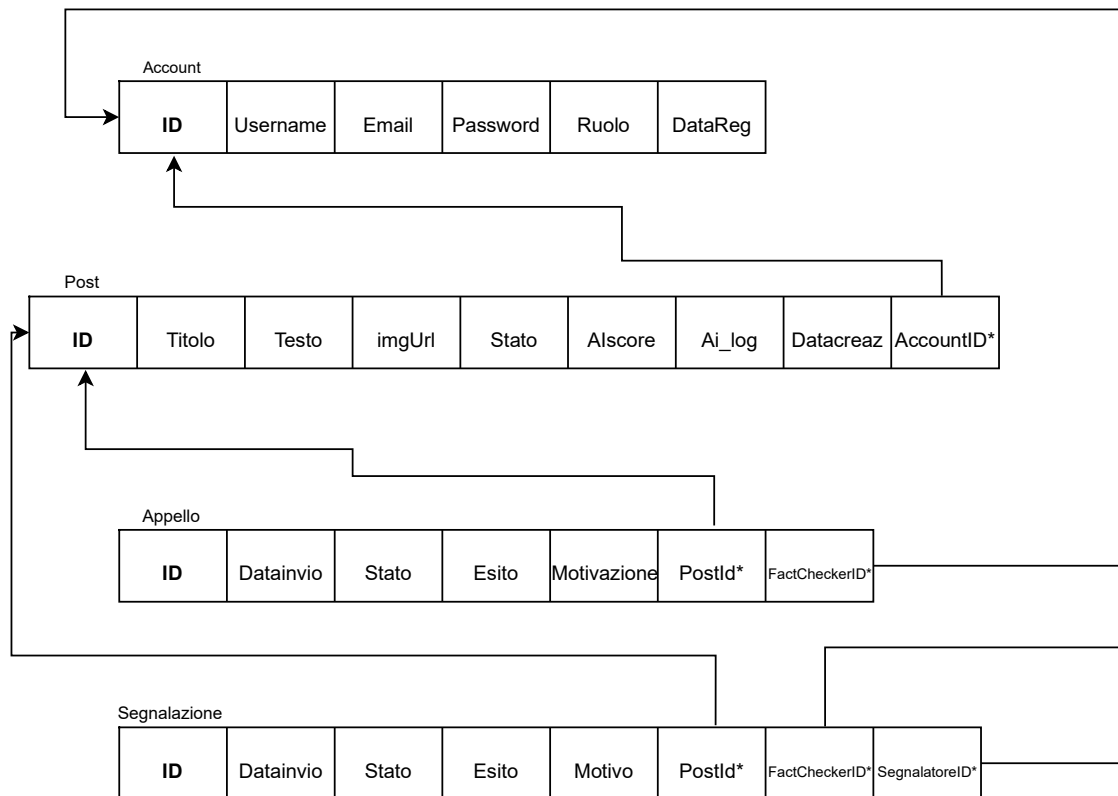 Account
ID Username Email Password Ruolo DataReg
Post
ID Titolo Testo imgUrl Stato AIscore Ai_log Datacreaz AccountID*
Appello
ID Datainvio Stato Esito Motivazione PostId* FactCheckerID*
Segnalazione
ID Datainvio Stato Esito Motivo PostId* FactCheckerID* SegnalatoreID*